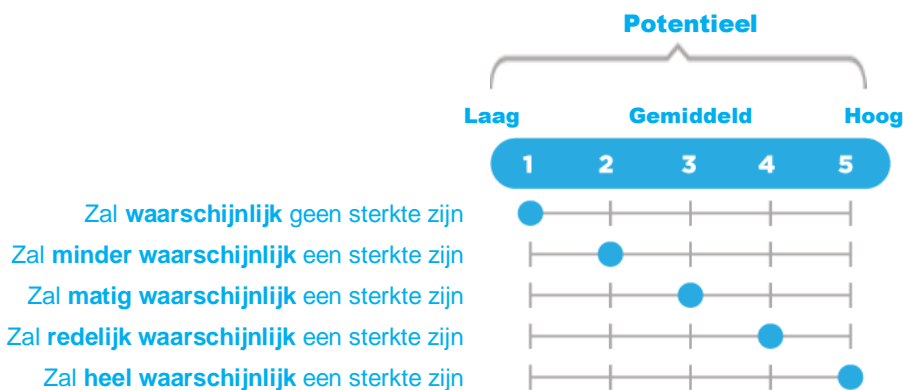 Potentieel
Laag Gemiddeld Hoog
1 2 3 4 5
Zal waarschijnlijk geen sterkte zijn
Zal minder waarschijnlijk een sterkte zijn
Zal matig waarschijnlijk een sterkte zijn
Zal redelijk waarschijnlijk een sterkte zijn
Zal heel waarschijnlijk een sterkte zijn